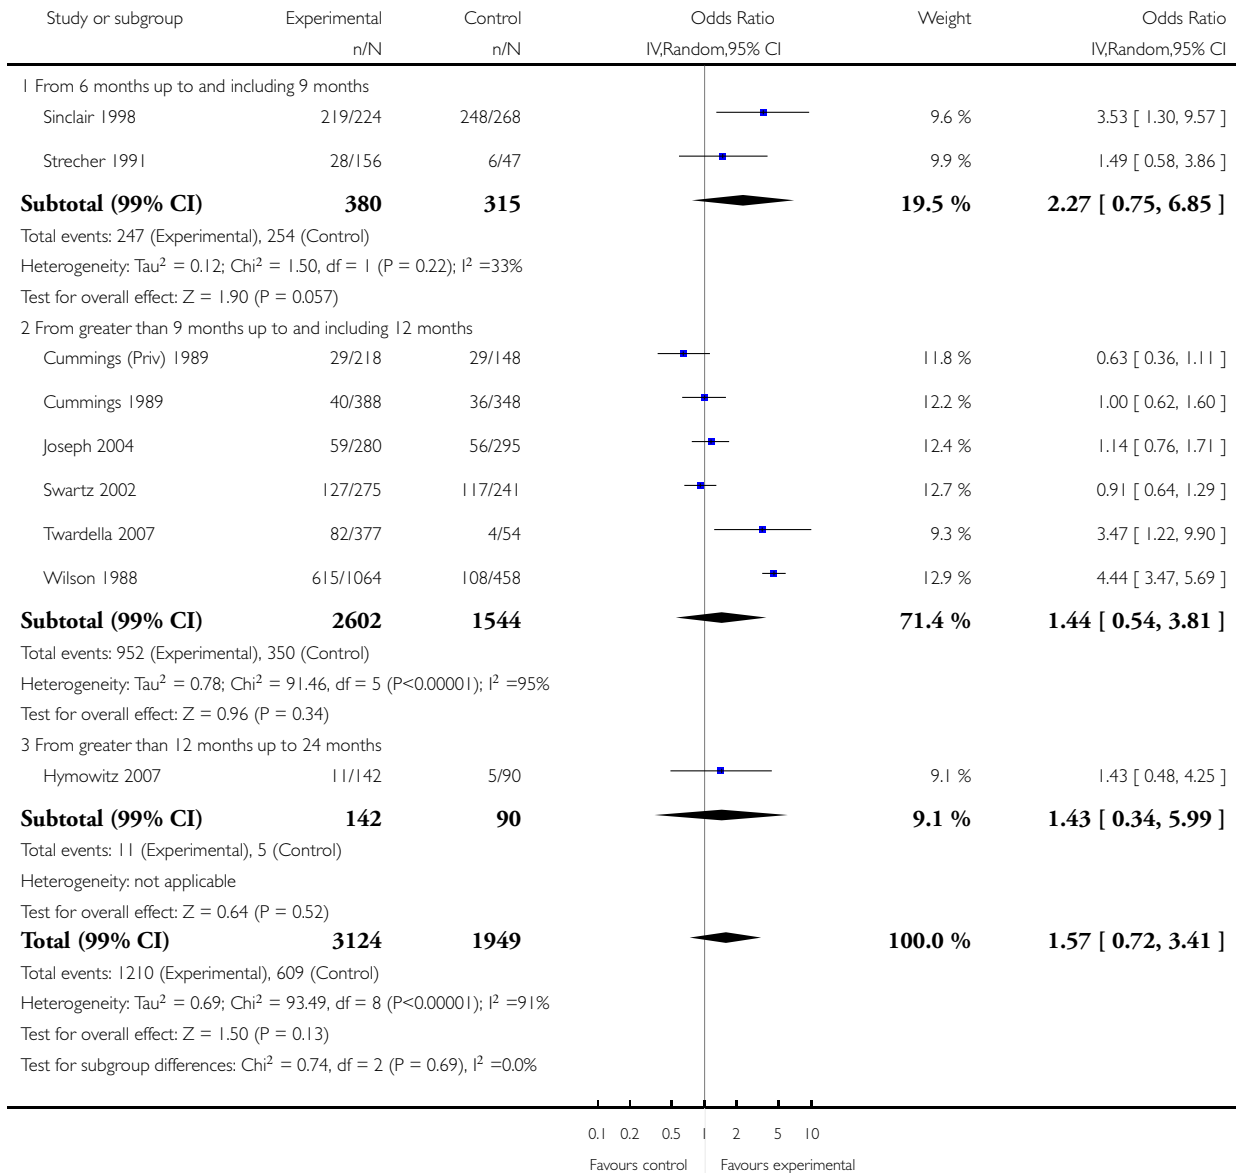 Study or subgroup Experimental Control Odds Ratio Weight Odds Ratio
n/N n/N IV,Random,95% CI IV,Random,95% CI
1 From 6 months up to and including 9 months
Sinclair 1998 219/224 248/268 9.6 % 3.53 [ 1.30, 9.57 ]
Strecher 1991 28/156 6/47 9.9 % 1.49 [ 0.58, 3.86 ]
Subtotal (99% CI) 380 315 19.5 % 2.27 [ 0.75, 6.85 ]
Total events: 247 (Experimental), 254 (Control)
Heterogeneity: Tau² = 0.12; Chi² = 1.50, df = 1 (P = 0.22); I² =33%
Test for overall effect: Z = 1.90 (P = 0.057)
2 From greater than 9 months up to and including 12 months
Cummings (Priv) 1989 29/218 29/148 11.8 % 0.63 [ 0.36, 1.11 ]
Cummings 1989 40/388 36/348 12.2 % 1.00 [ 0.62, 1.60 ]
Joseph 2004 59/280 56/295 12.4 % 1.14 [ 0.76, 1.71 ]
Swartz 2002 127/275 117/241 12.7 % 0.91 [ 0.64, 1.29 ]
Twardella 2007 82/377 4/54 9.3 % 3.47 [ 1.22, 9.90 ]
Wilson 1988 615/1064 108/458 12.9 % 4.44 [ 3.47, 5.69 ]
Subtotal (99% CI) 2602 1544 71.4 % 1.44 [ 0.54, 3.81 ]
Total events: 952 (Experimental), 350 (Control)
Heterogeneity: Tau² = 0.78; Chi² = 91.46, df = 5 (P<0.00001); I² =95%
Test for overall effect: Z = 0.96 (P = 0.34)
3 From greater than 12 months up to 24 months
Hymowitz 2007 11/142 5/90 9.1 % 1.43 [ 0.48, 4.25 ]
Subtotal (99% CI) 142 90 9.1 % 1.43 [ 0.34, 5.99 ]
Total events: 11 (Experimental), 5 (Control)
Heterogeneity: not applicable
Test for overall effect: Z = 0.64 (P = 0.52)
Total (99% CI) 3124 1949 100.0 % 1.57 [ 0.72, 3.41 ]
Total events: 1210 (Experimental), 609 (Control)
Heterogeneity: Tau² = 0.69; Chi² = 93.49, df = 8 (P<0.00001); I² =91%
Test for overall effect: Z = 1.50 (P = 0.13)
Test for subgroup differences: Chi² = 0.74, df = 2 (P = 0.69), I² =0.0%
0.1 0.2 0.5 1 2 5 10
Favours control Favours experimental